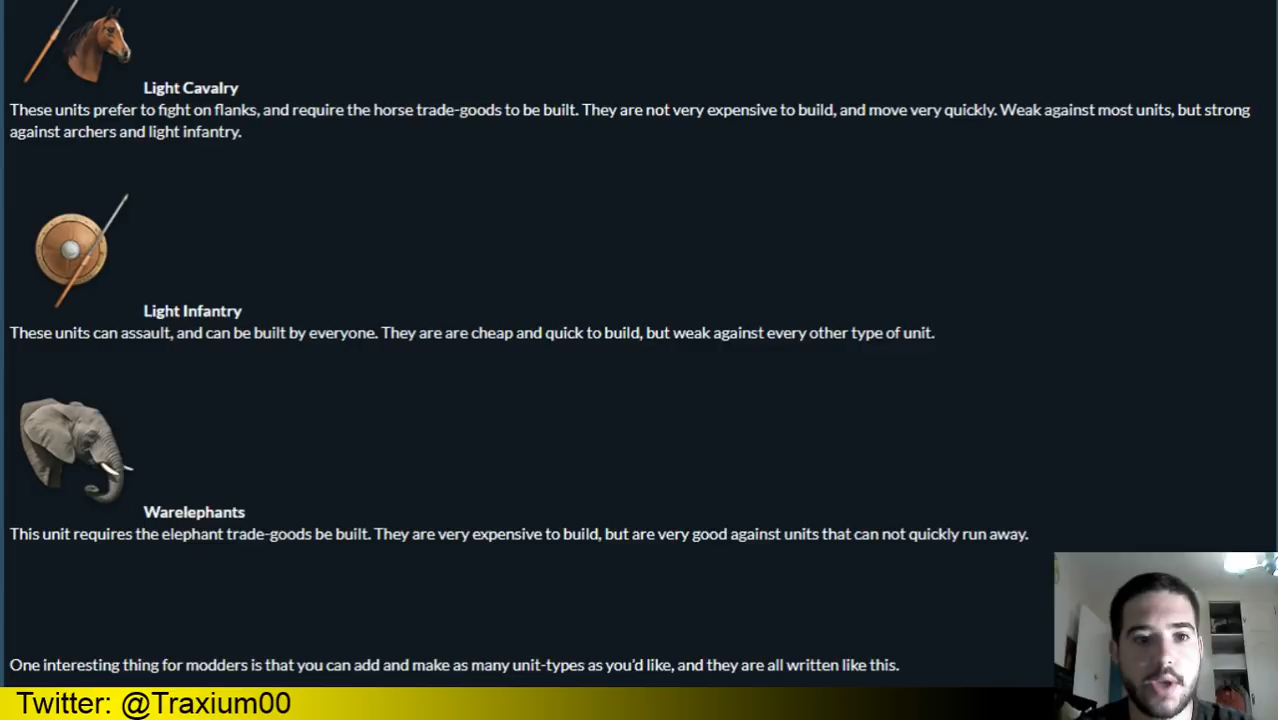 Light Cavalry
These units prefer to fight on flanks, and require the horse trade-goods to be built. They are not very expensive to build, and move very quickly. Weak against most units, but strong
against archers and light infantry.
Light Infantry
These units can assault, and can be built by everyone. They are are cheap and quick to build, but weak against every other type of unit.
Warelephants
This unit requires the elephant trade-goods be built. They are very expensive to build, but are very good against units that can not quickly run away.
One interesting thing for modders is that you can add and make as many unit-types as you'd like, and they are all written like this.
Twitter: @Traxium00